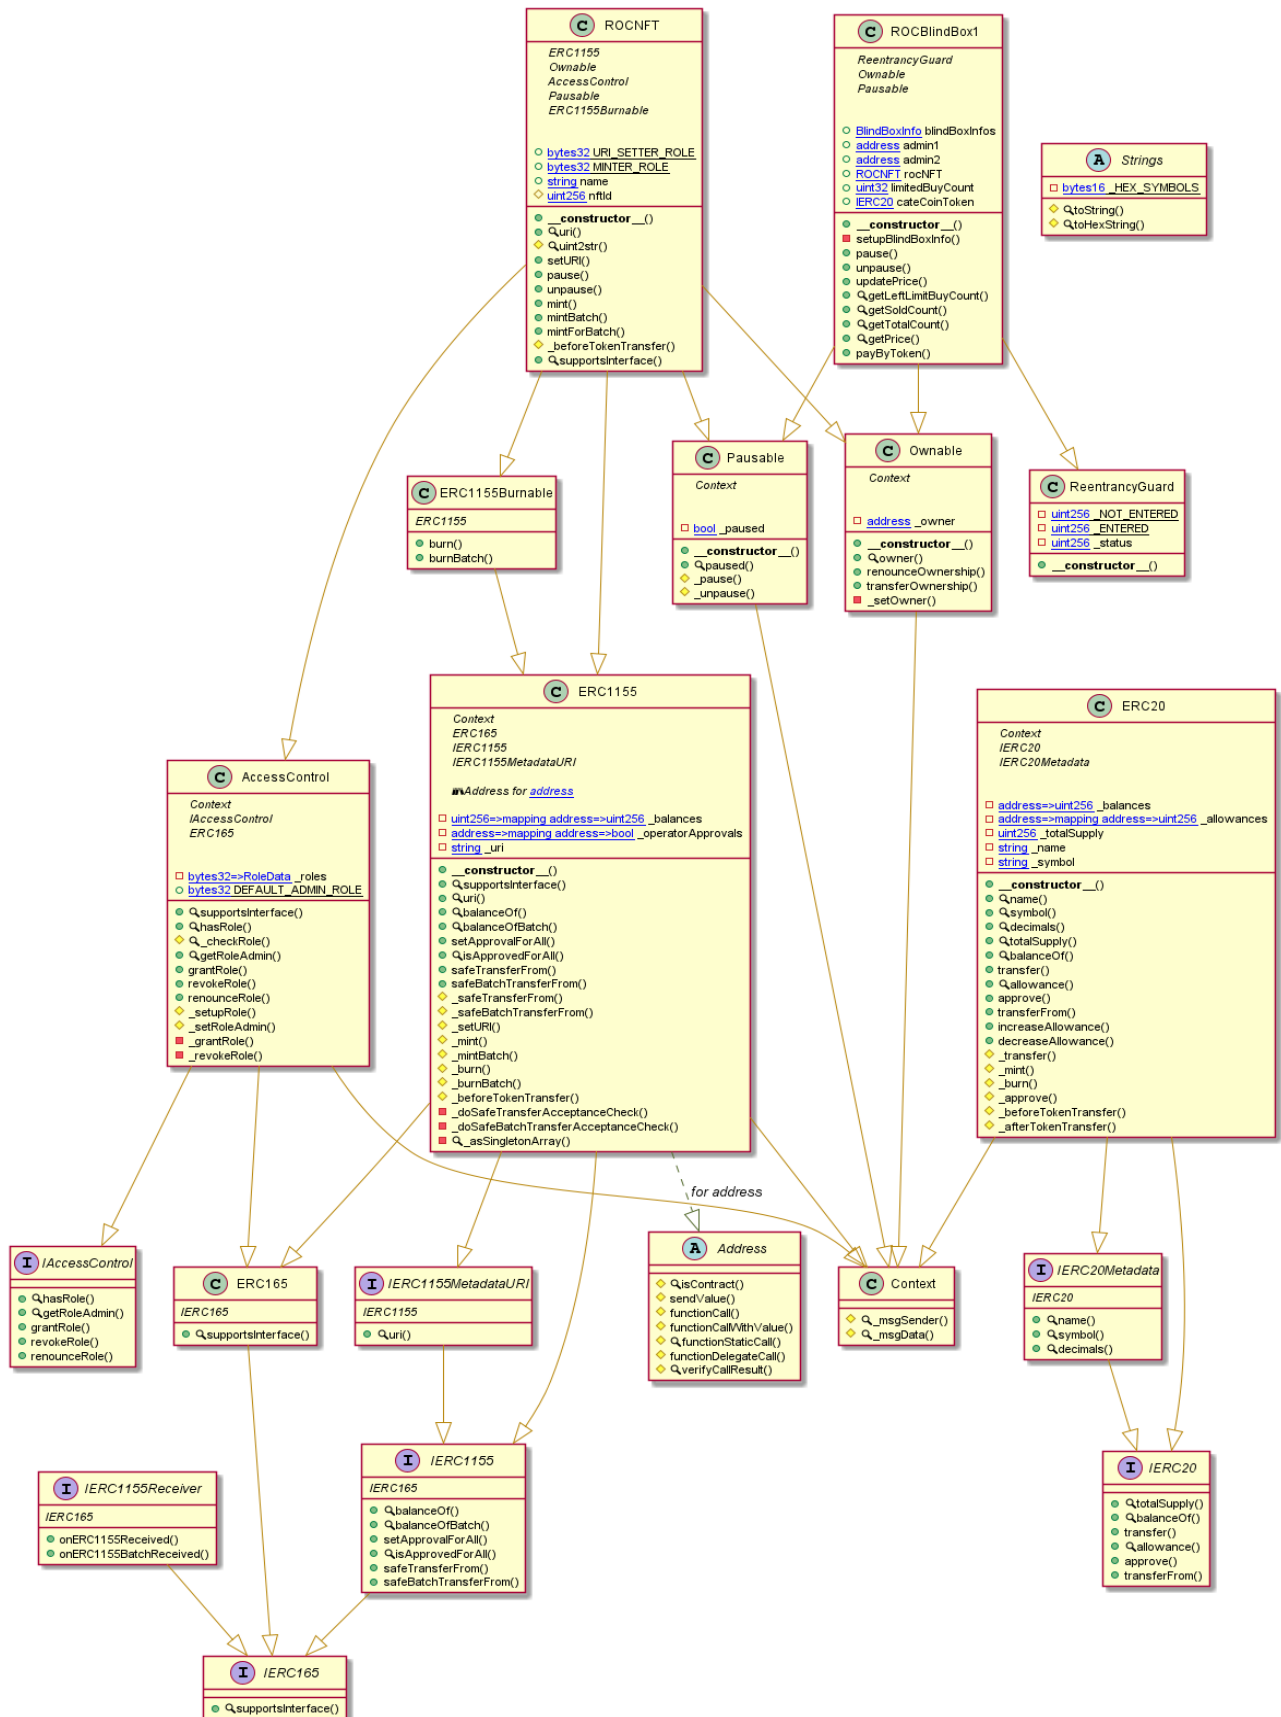 C ROCNFT
ERC1155
Ownable
AccessControl
Pausable
ERC1155Burnable
bytes32 URI_SETTER_ROLE
bytes32 MINTER_ROLE
string name
uint256 nftId
__constructor__()
uri()
uint2str()
setURI()
pause()
unpause()
mint()
mintBatch()
mintForBatch()
_beforeTokenTransfer()
supportsInterface()
C ROCBlindBox1
ReentrancyGuard
Ownable
Pausable
BlindBoxInfo blindBoxInfos
address admin1
address admin2
ROCNFT rocNFT
uint32 limitedBuyCount
IERC20 cateCoinToken
__constructor__()
setupBlindBoxInfo()
pause()
unpause()
updatePrice()
getLeftLimitBuyCount()
getSoldCount()
getTotalCount()
getPrice()
payByToken()
A Strings
bytes16 _HEX_SYMBOLS
toString()
toHexString()
C ERC1155Burnable
ERC1155
burn()
burnBatch()
C Pausable
Context
bool _paused
__constructor__()
paused()
_pause()
_unpause()
C Ownable
Context
address _owner
__constructor__()
owner()
renounceOwnership()
transferOwnership()
_setOwner()
C ReentrancyGuard
uint256 _NOT_ENTERED
uint256 _ENTERED
uint256 _status
__constructor__()
C AccessControl
Context
IAccessControl
ERC165
bytes32=>RoleData _roles
bytes32 DEFAULT_ADMIN_ROLE
supportsInterface()
hasRole()
_checkRole()
getRoleAdmin()
grantRole()
revokeRole()
renounceRole()
_setupRole()
_setRoleAdmin()
_grantRole()
_revokeRole()
C ERC1155
Context
ERC165
IERC1155
IERC1155MetadataURI
Address for address
uint256=>mapping address=>uint256 _balances
address=>mapping address=>bool _operatorApprovals
string _uri
__constructor__()
supportsInterface()
uri()
balanceOf()
balanceOfBatch()
setApprovalForAll()
isApprovedForAll()
safeTransferFrom()
safeBatchTransferFrom()
_safeTransferFrom()
_safeBatchTransferFrom()
_setURI()
_mint()
_mintBatch()
_burn()
_burnBatch()
_beforeTokenTransfer()
_doSafeTransferAcceptanceCheck()
_doSafeBatchTransferAcceptanceCheck()
_asSingletonArray()
C ERC20
Context
IERC20
IERC20Metadata
address=>uint256 _balances
address=>mapping address=>uint256 _allowances
uint256 _totalSupply
string _name
string _symbol
__constructor__()
name()
symbol()
decimals()
totalSupply()
balanceOf()
transfer()
allowance()
approve()
transferFrom()
increaseAllowance()
decreaseAllowance()
_transfer()
_mint()
_burn()
_approve()
_beforeTokenTransfer()
_afterTokenTransfer()
for address
I IAccessControl
hasRole()
getRoleAdmin()
grantRole()
revokeRole()
renounceRole()
C ERC165
IERC165
supportsInterface()
I IERC1155MetadataURI
IERC1155
uri()
A Address
isContract()
sendValue()
functionCall()
functionCallWithValue()
functionStaticCall()
functionDelegateCall()
verifyCallResult()
C Context
_msgSender()
_msgData()
I IERC20Metadata
IERC20
name()
symbol()
decimals()
I IERC1155Receiver
IERC165
onERC1155Received()
onERC1155BatchReceived()
I IERC1155
IERC165
balanceOf()
balanceOfBatch()
setApprovalForAll()
isApprovedForAll()
safeTransferFrom()
safeBatchTransferFrom()
I IERC20
totalSupply()
balanceOf()
transfer()
allowance()
approve()
transferFrom()
I IERC165
supportsInterface()